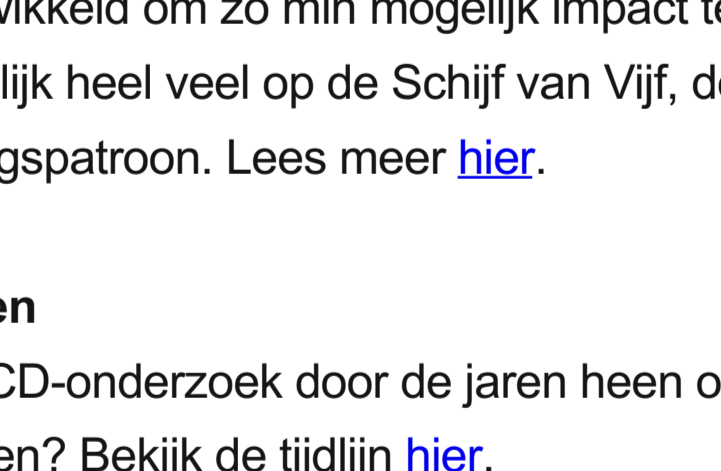 wikkeld om zo min mogelijk impact te
lijk heel veel op de Schijf van Vijf, de
gspatroon. Lees meer hier.
en
CD-onderzoek door de jaren heen o
en? Bekijk de tijdlijn hier.